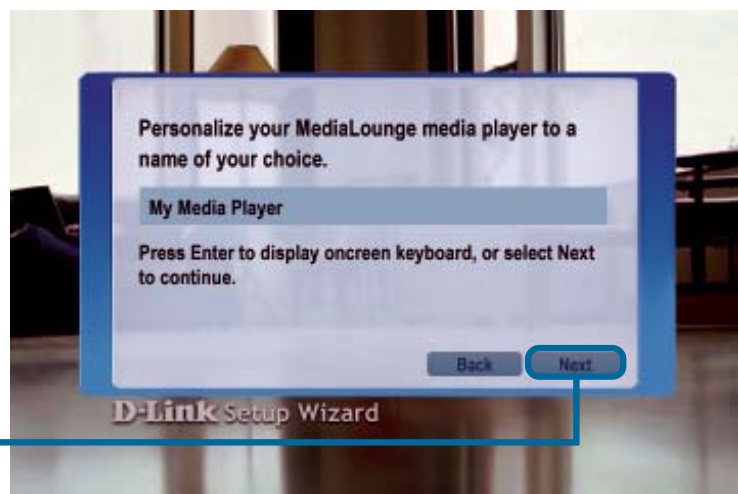 Personalize your MediaLounge media player to a
name of your choice.
My Media Player
Press Enter to display oncreen keyboard, or select Next
to continue.
Back
Next
D-Link Setup Wizard